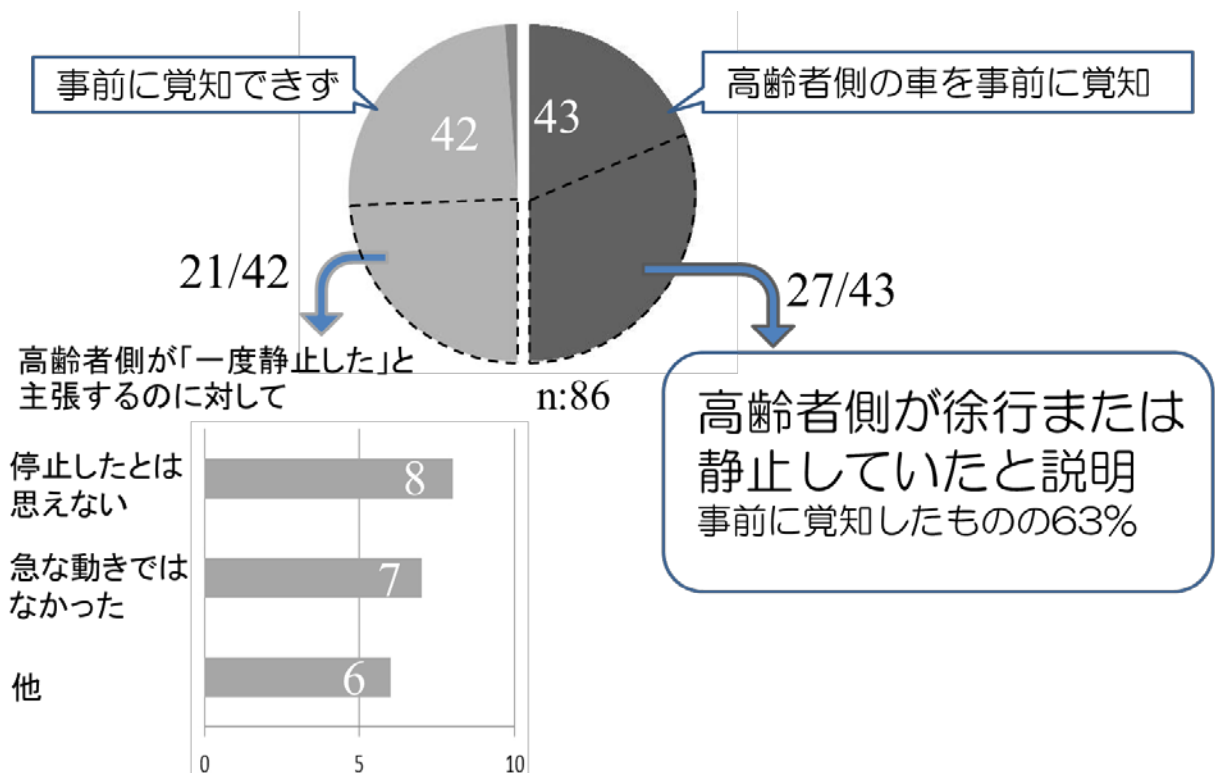 事前に覚知できず
高齢者側の車を事前に覚知
42
43
21/42
27/43
n:86
高齢者側が「一度静止した」と
主張するのに対して
高齢者側が徐行または
静止していたと説明
事前に覚知したものの63%
停止したとは
思えない
8
急な動きでは
なかった
7
他
6
0 5 10